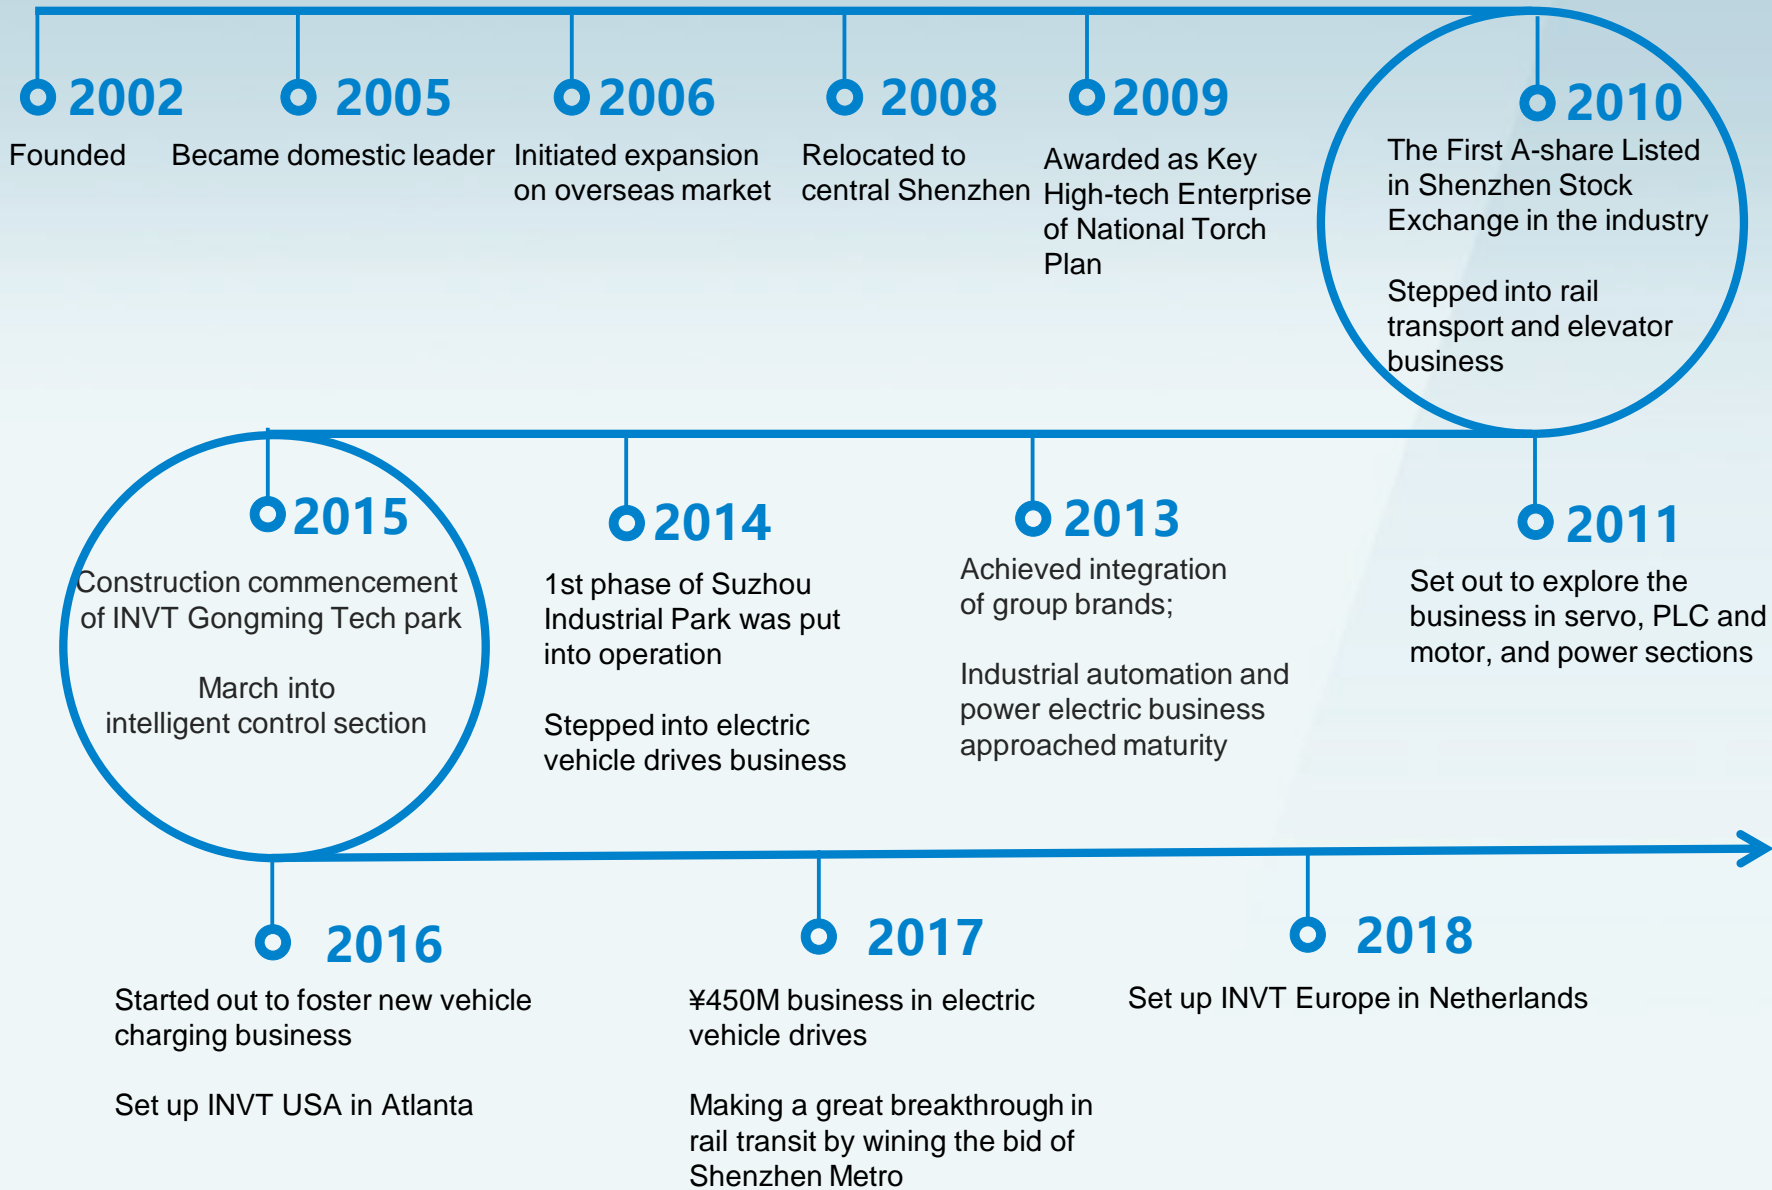 2002
Founded
2005
Became domestic leader
2006
Initiated expansion
on overseas market
2008
Relocated to
central Shenzhen
2009
Awarded as Key
High-tech Enterprise
of National Torch
Plan
2010
The First A-share Listed
in Shenzhen Stock
Exchange in the industry
Stepped into rail
transport and elevator
business
2011
Set out to explore the
business in servo, PLC and
motor, and power sections
2013
Achieved integration
of group brands;
Industrial automation and
power electric business
approached maturity
2014
1st phase of Suzhou
Industrial Park was put
into operation
Stepped into electric
vehicle drives business
2015
Construction commencement
of INVT Gongming Tech park
March into
intelligent control section
2016
Started out to foster new vehicle
charging business
Set up INVT USA in Atlanta
2017
¥450M business in electric
vehicle drives
Making a great breakthrough in
rail transit by wining the bid of
Shenzhen Metro
2018
Set up INVT Europe in Netherlands